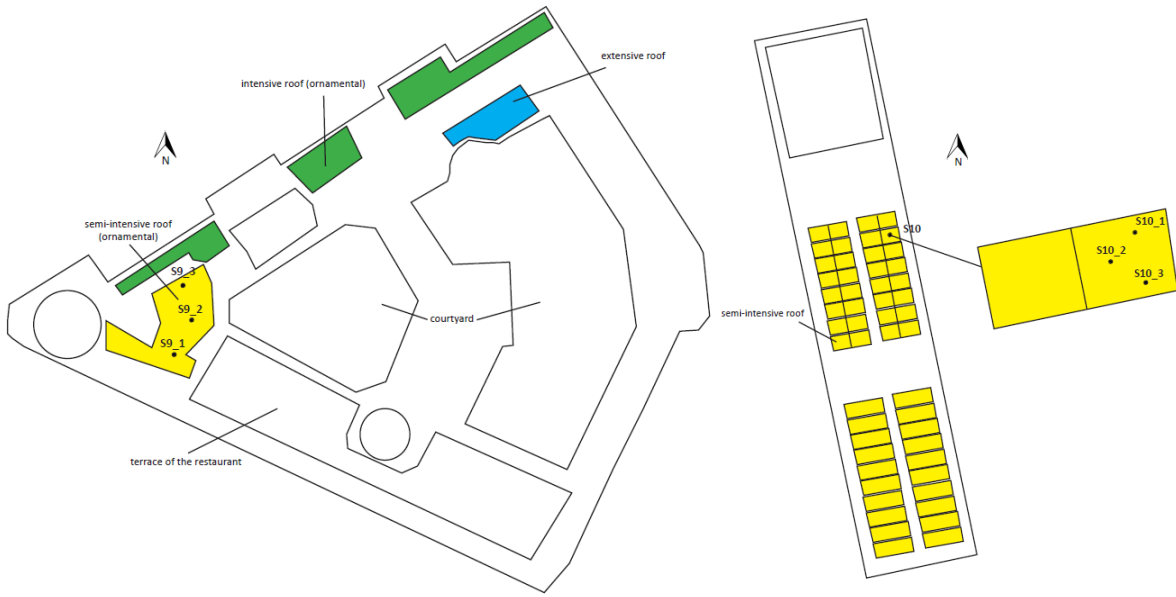 extensive roof
intensive roof (ornamental)
N
N
semi-intensive roof
(ornamental)
S9_3
S9_2
S9_1
courtyard
terrace of the restaurant
S10
S10_1
S10_2
S10_3
semi-intensive roof